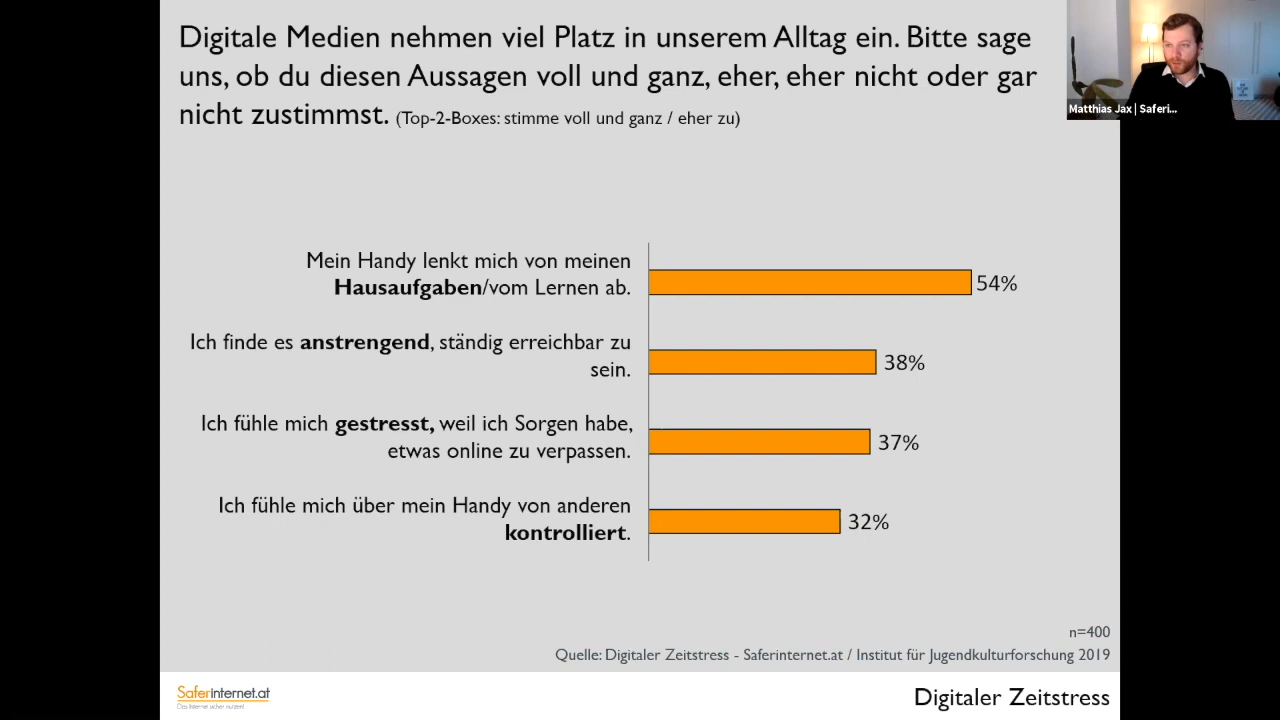 Digitale Medien nehmen viel Platz in unserem Alltag ein. Bitte sage
uns, ob du diesen Aussagen voll und ganz, eher, eher nicht oder gar
nicht zustimmst. (Top-2-Boxes: stimme voll und ganz / eher zu)
Matthias Jax | Saferi...
Mein Handy lenkt mich von meinen
Hausaufgaben/vom Lernen ab.
54%
Ich finde es anstrengend, ständig erreichbar zu
sein.
38%
Ich fühle mich gestresst, weil ich Sorgen habe,
etwas online zu verpassen.
37%
Ich fühle mich über mein Handy von anderen
kontrolliert.
32%
n=400
Quelle: Digitaler Zeitstress - Saferinternet.at / Institut für Jugendkulturforschung 2019
Saferinternet.at
Das Internet sicher nutzen!
Digitaler Zeitstress